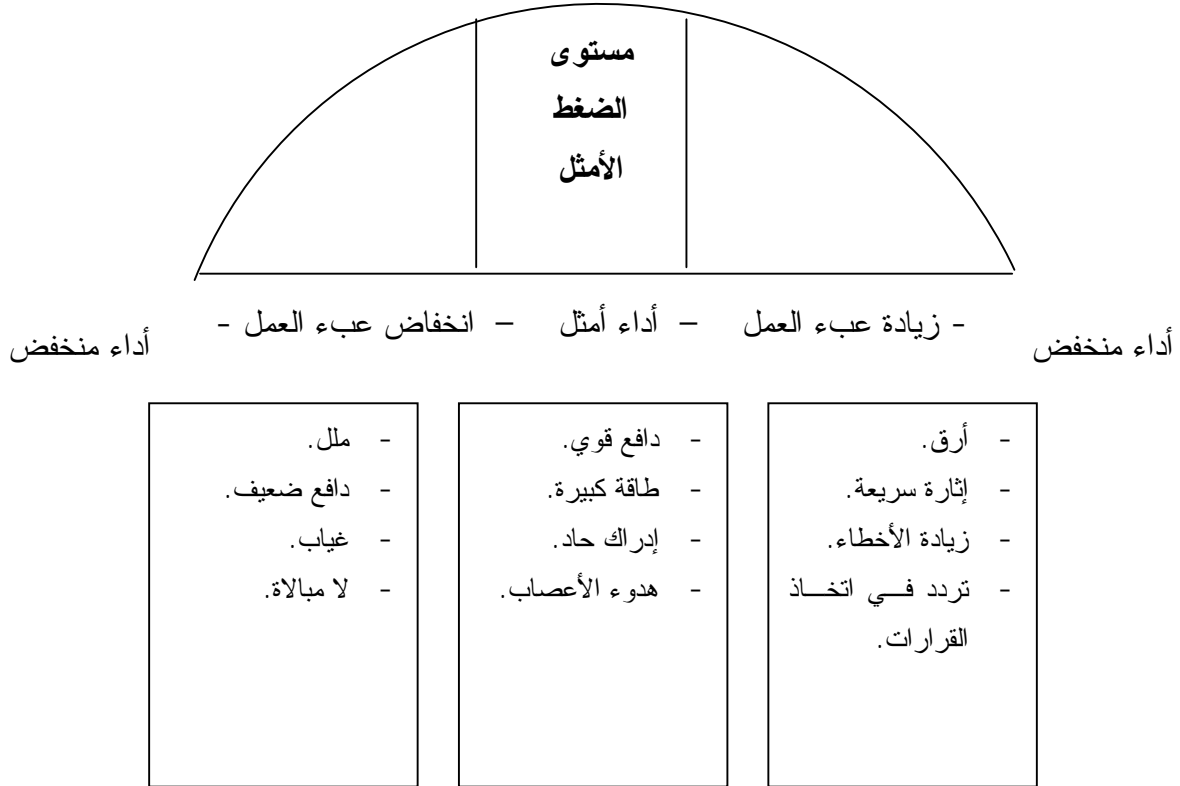 مستوى
الضغط
الأمثل
أداء منخفض
- زيادة عبء العمل – أداء أمثل – انخفاض عبء العمل -
أداء منخفض
- أرق.
- إثارة سريعة.
- زيادة الأخطاء.
- تردد في اتخاذ
القرارات.
- دافع قوي.
- طاقة كبيرة.
- إدراك حاد.
- هدوء الأعصاب.
- ملل.
- دافع ضعيف.
- غياب.
- لا مبالاة.